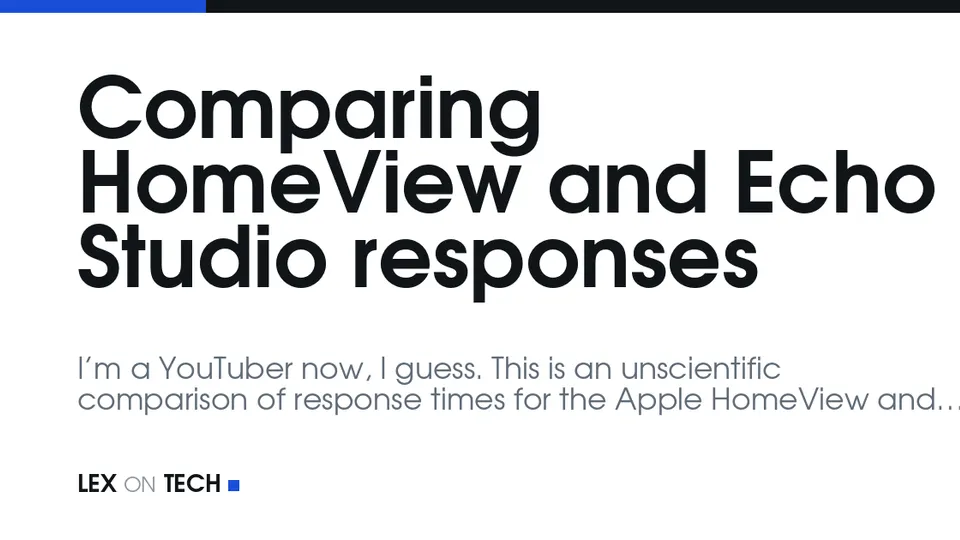 Comparing
HomeView and Echo
Studio responses
I’m a YouTuber now, I guess. This is an unscientific
comparison of response times for the Apple HomeView and…
LEX ON TECH